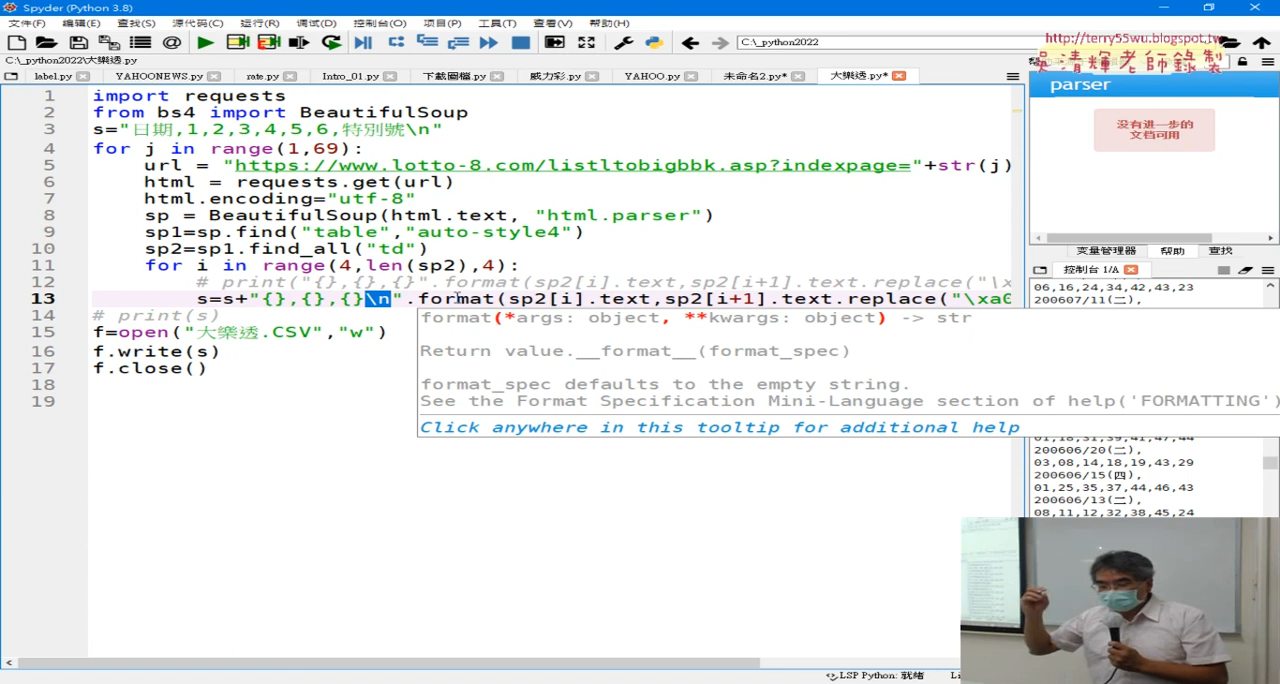 Spyder (Python 3.8)
文件(F) 编辑(E) 查找(S) 源代码(C) 运行(R) 调试(D) 控制台(O) 项目(P) 工具(T) 查看(V) 帮助(H)
C:\_python2022
http://terry55wu.blogspot.tw
吳清輝老師錄製
C:\_python2022\大樂透.py
label.py YAHOONEWS.py rate.py Intro_01.py 下載圖檔.py 威力彩.py YAHOO.py 未命名2.py* 大樂透.py*
parser
没有进一步的
文档可用
1 import requests
2 from bs4 import BeautifulSoup
3 s="日期,1,2,3,4,5,6,特別號\n"
4 for j in range(1,69):
5 url = "https://www.lotto-8.com/listltobigbbk.asp?indexpage="+str(j)
6 html = requests.get(url)
7 html.encoding="utf-8"
8 sp = BeautifulSoup(html.text, "html.parser")
9 sp1=sp.find("table","auto-style4")
10 sp2=sp1.find_all("td")
11 for i in range(4,len(sp2),4):
12 # print("{},{},{}".format(sp2[i].text,sp2[i+1].text.replace("\x
13 s=s+"{},{},{}\n".format(sp2[i].text,sp2[i+1].text.replace("\xa0
14 # print(s)
15 f=open("大樂透.CSV","w")
16 f.write(s)
17 f.close()
18
19
format(*args: object, **kwargs: object) -> str
Return value.__format__(format_spec)
format_spec defaults to the empty string.
See the Format Specification Mini-Language section of help('FORMATTING')
Click anywhere in this tooltip for additional help
变量管理器 帮助 查找
控制台 1/A
06,16,24,34,42,43,23
200607/11(二),
01,18,31,39,41,47,44
200606/20(二),
03,08,14,18,19,43,29
200606/15(四),
01,25,35,37,44,46,43
200606/13(二),
08,11,12,32,38,45,24
LSP Python: 就绪